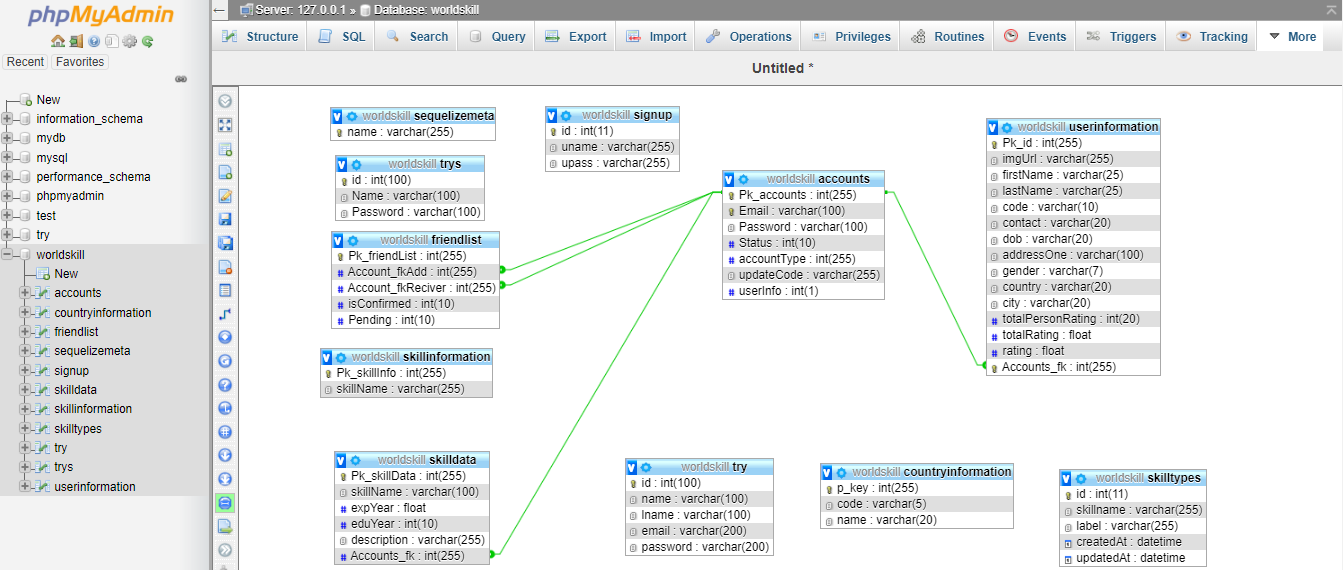 phpMyAdmin
Recent Favorites
New
information_schema
mydb
mysql
performance_schema
phpmyadmin
test
try
worldskill
New
accounts
countryinformation
friendlist
sequelizemeta
signup
skilldata
skillinformation
skilltypes
try
trys
userinformation
Server: 127.0.0.1 » Database: worldskill
Structure SQL Search Query Export Import Operations Privileges Routines Events Triggers Tracking More
Untitled *
V worldskill sequelizemeta
name : varchar(255)
V worldskill signup
id : int(11)
uname : varchar(255)
upass : varchar(255)
V worldskill userinformation
Pk_id : int(255)
imgUrl : varchar(255)
firstName : varchar(25)
lastName : varchar(25)
code : varchar(10)
contact : varchar(20)
dob : varchar(20)
addressOne : varchar(100)
gender : varchar(7)
country : varchar(20)
city : varchar(20)
# totalPersonRating : int(20)
# totalRating : float
# rating : float
Accounts_fk : int(255)
V worldskill trys
id : int(100)
Name : varchar(100)
Password : varchar(100)
V worldskill accounts
Pk_accounts : int(255)
Email : varchar(100)
Password : varchar(100)
# Status : int(10)
# accountType : int(255)
updateCode : varchar(255)
# userInfo : int(1)
V worldskill friendlist
Pk_friendList : int(255)
# Account_fkAdd : int(255)
# Account_fkReciver : int(255)
# isConfirmed : int(10)
# Pending : int(10)
V worldskill skillinformation
Pk_skillInfo : int(255)
skillName : varchar(255)
V worldskill skilldata
Pk_skillData : int(255)
skillName : varchar(100)
# expYear : float
# eduYear : int(10)
description : varchar(255)
# Accounts_fk : int(255)
V worldskill try
id : int(100)
name : varchar(100)
lname : varchar(100)
email : varchar(200)
password : varchar(200)
V worldskill countryinformation
p_key : int(255)
code : varchar(5)
name : varchar(20)
V worldskill skilltypes
id : int(11)
skillname : varchar(255)
label : varchar(255)
createdAt : datetime
updatedAt : datetime